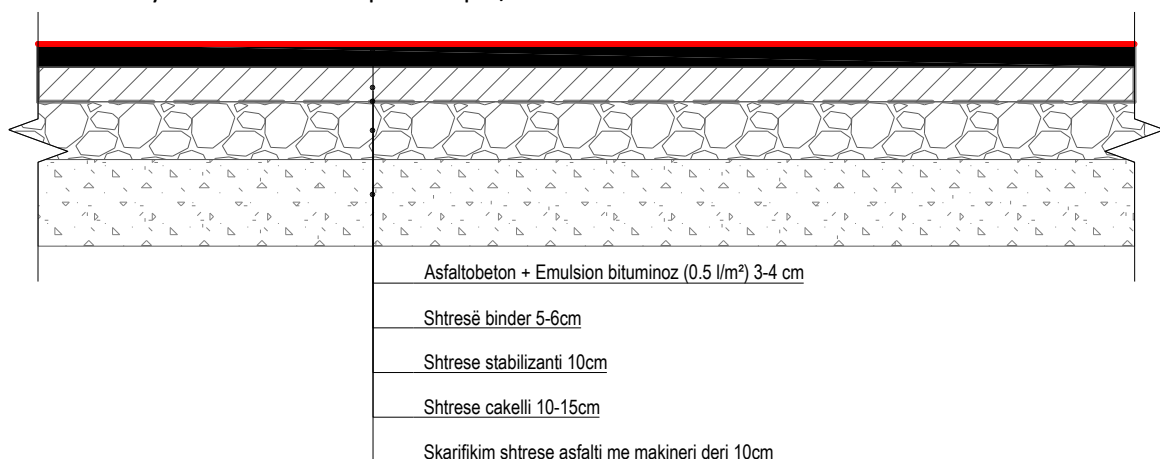 Asfaltobeton + Emulsion bituminoz (0.5 l/m²) 3-4 cm
Shtresë binder 5-6cm
Shtrese stabilizanti 10cm
Shtrese cakelli 10-15cm
Skarifikim shtrese asfalti me makineri deri 10cm